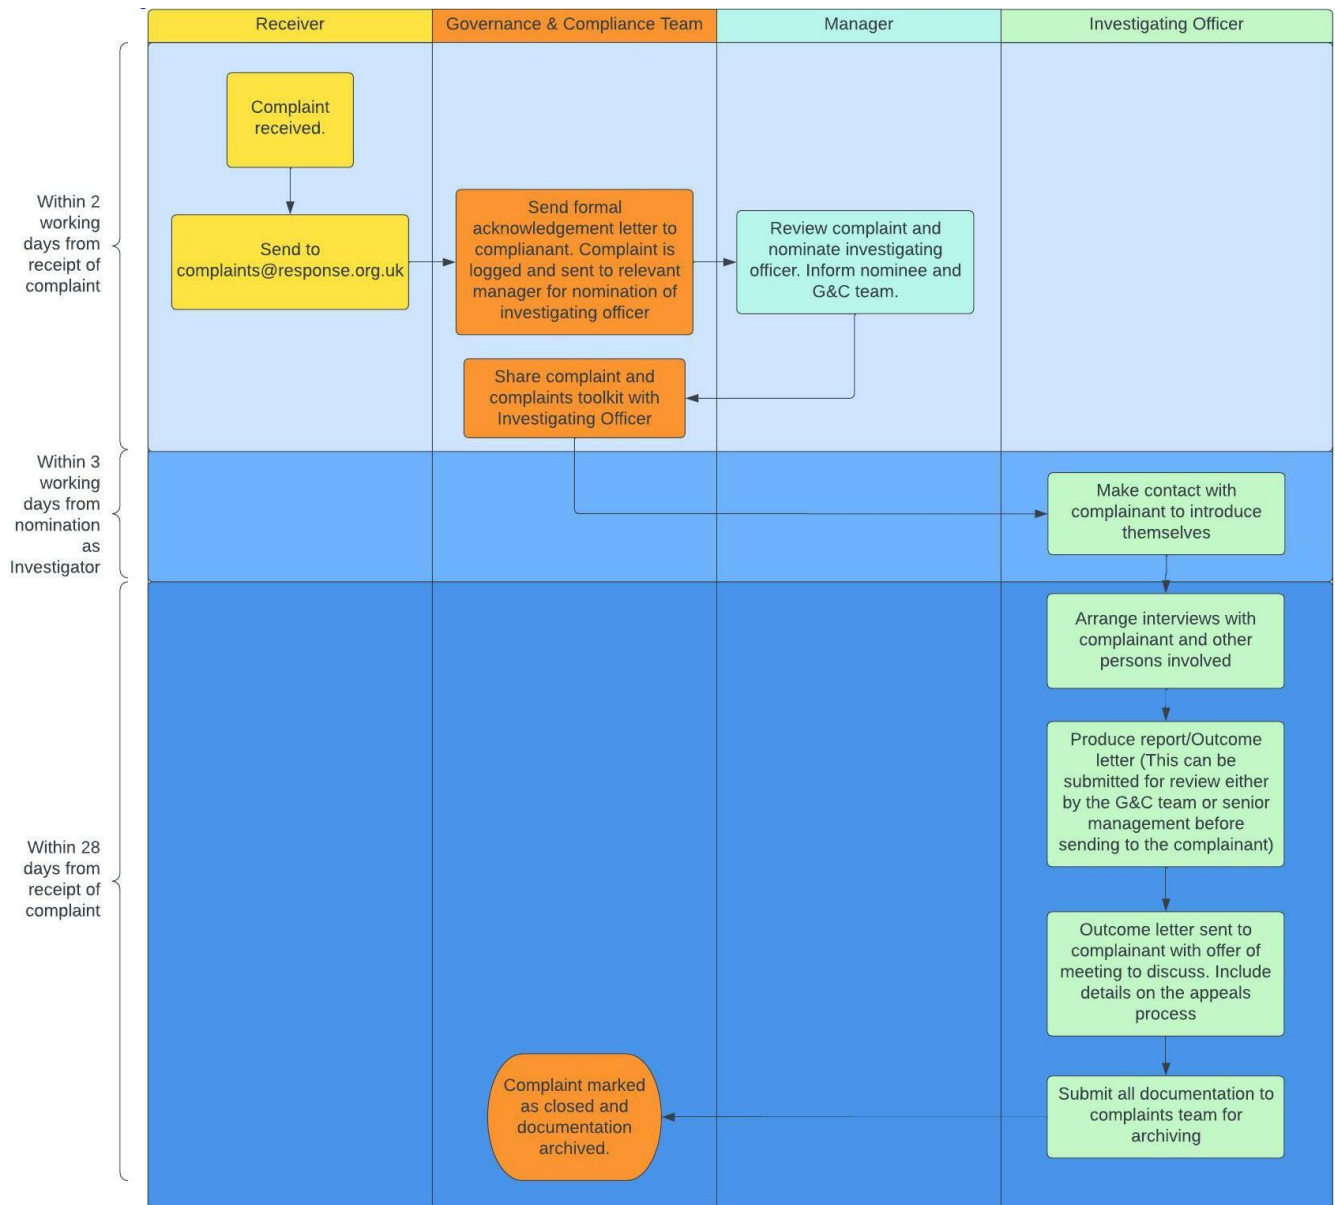 Receiver
Governance & Compliance Team
Manager
Investigating Officer
Within 2
working
days from
receipt of
complaint
Complaint
received.
Send to
complaints@response.org.uk
Send formal
acknowledgement letter to
complianant. Complaint is
logged and sent to relevant
manager for nomination of
investigating officer
Review complaint and
nominate investigating
officer. Inform nominee and
G&C team.
Share complaint and
complaints toolkit with
Investigating Officer
Within 3
working
days from
nomination
as
Investigator
Make contact with
complainant to introduce
themselves
Within 28
days from
receipt of
complaint
Arrange interviews with
complainant and other
persons involved
Produce report/Outcome
letter (This can be
submitted for review either
by the G&C team or senior
management before
sending to the complainant)
Outcome letter sent to
complainant with offer of
meeting to discuss. Include
details on the appeals
process
Submit all documentation to
complaints team for
archiving
Complaint marked
as closed and
documentation
archived.